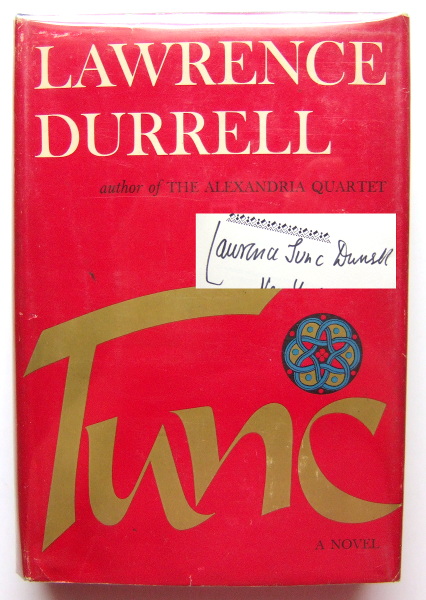 LAWRENCE
DURRELL
author of THE ALEXANDRIA QUARTET
Lawrence Tunc Durrell
Tunc
A NOVEL